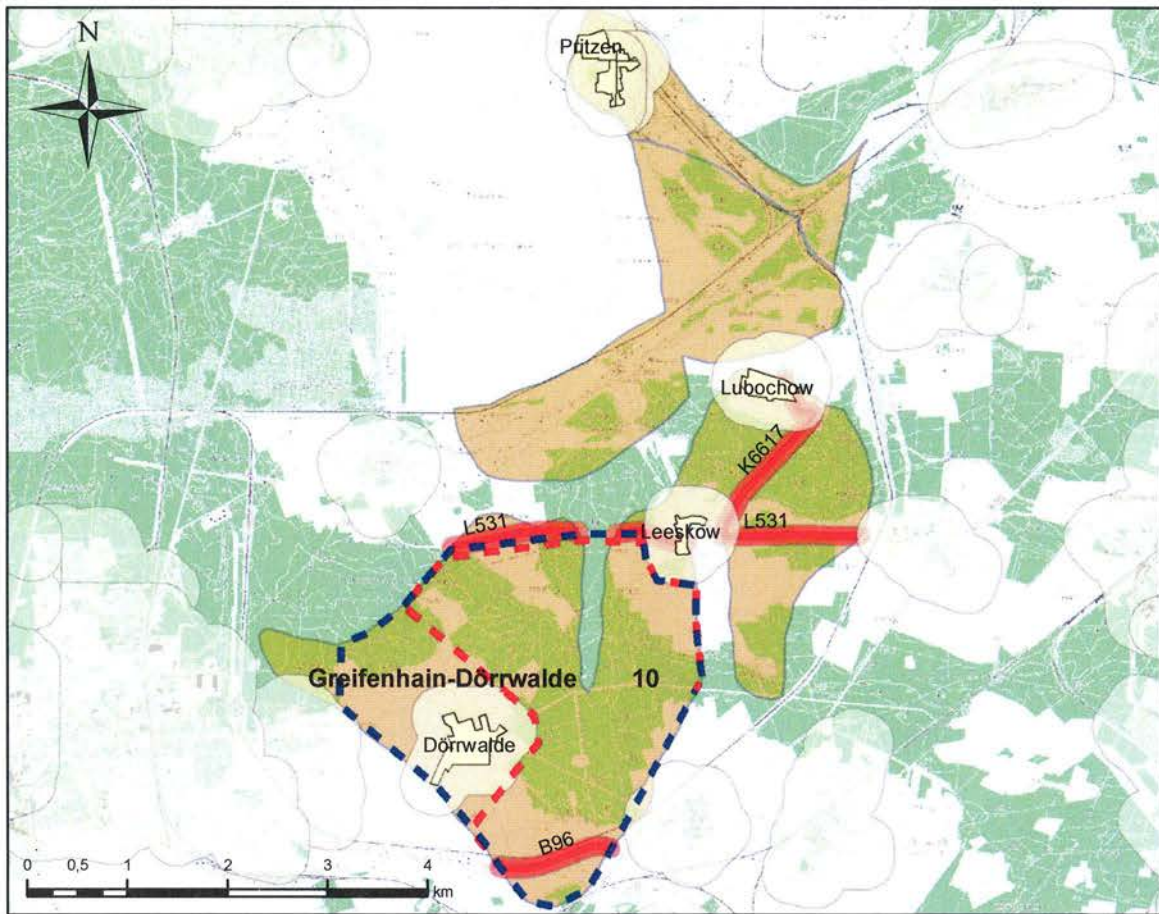 N
Pritzen
Lubochow
K6617
L531
Leeskow
L531
Greifenhain-Dörrwalde 10
Dörrwalde
B96
0 0,5 1 2 3 4
km